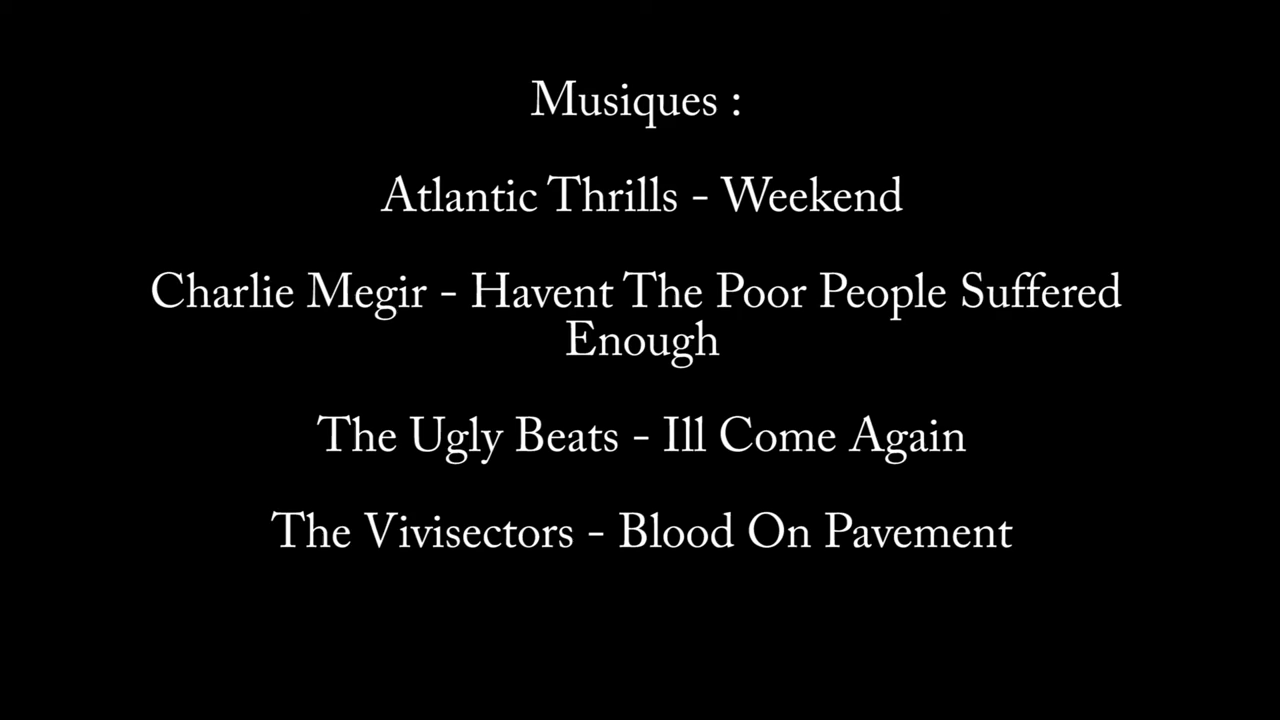 Musiques :
Atlantic Thrills - Weekend
Charlie Megir - Havent The Poor People Suffered
Enough
The Ugly Beats - Ill Come Again
The Vivisectors - Blood On Pavement